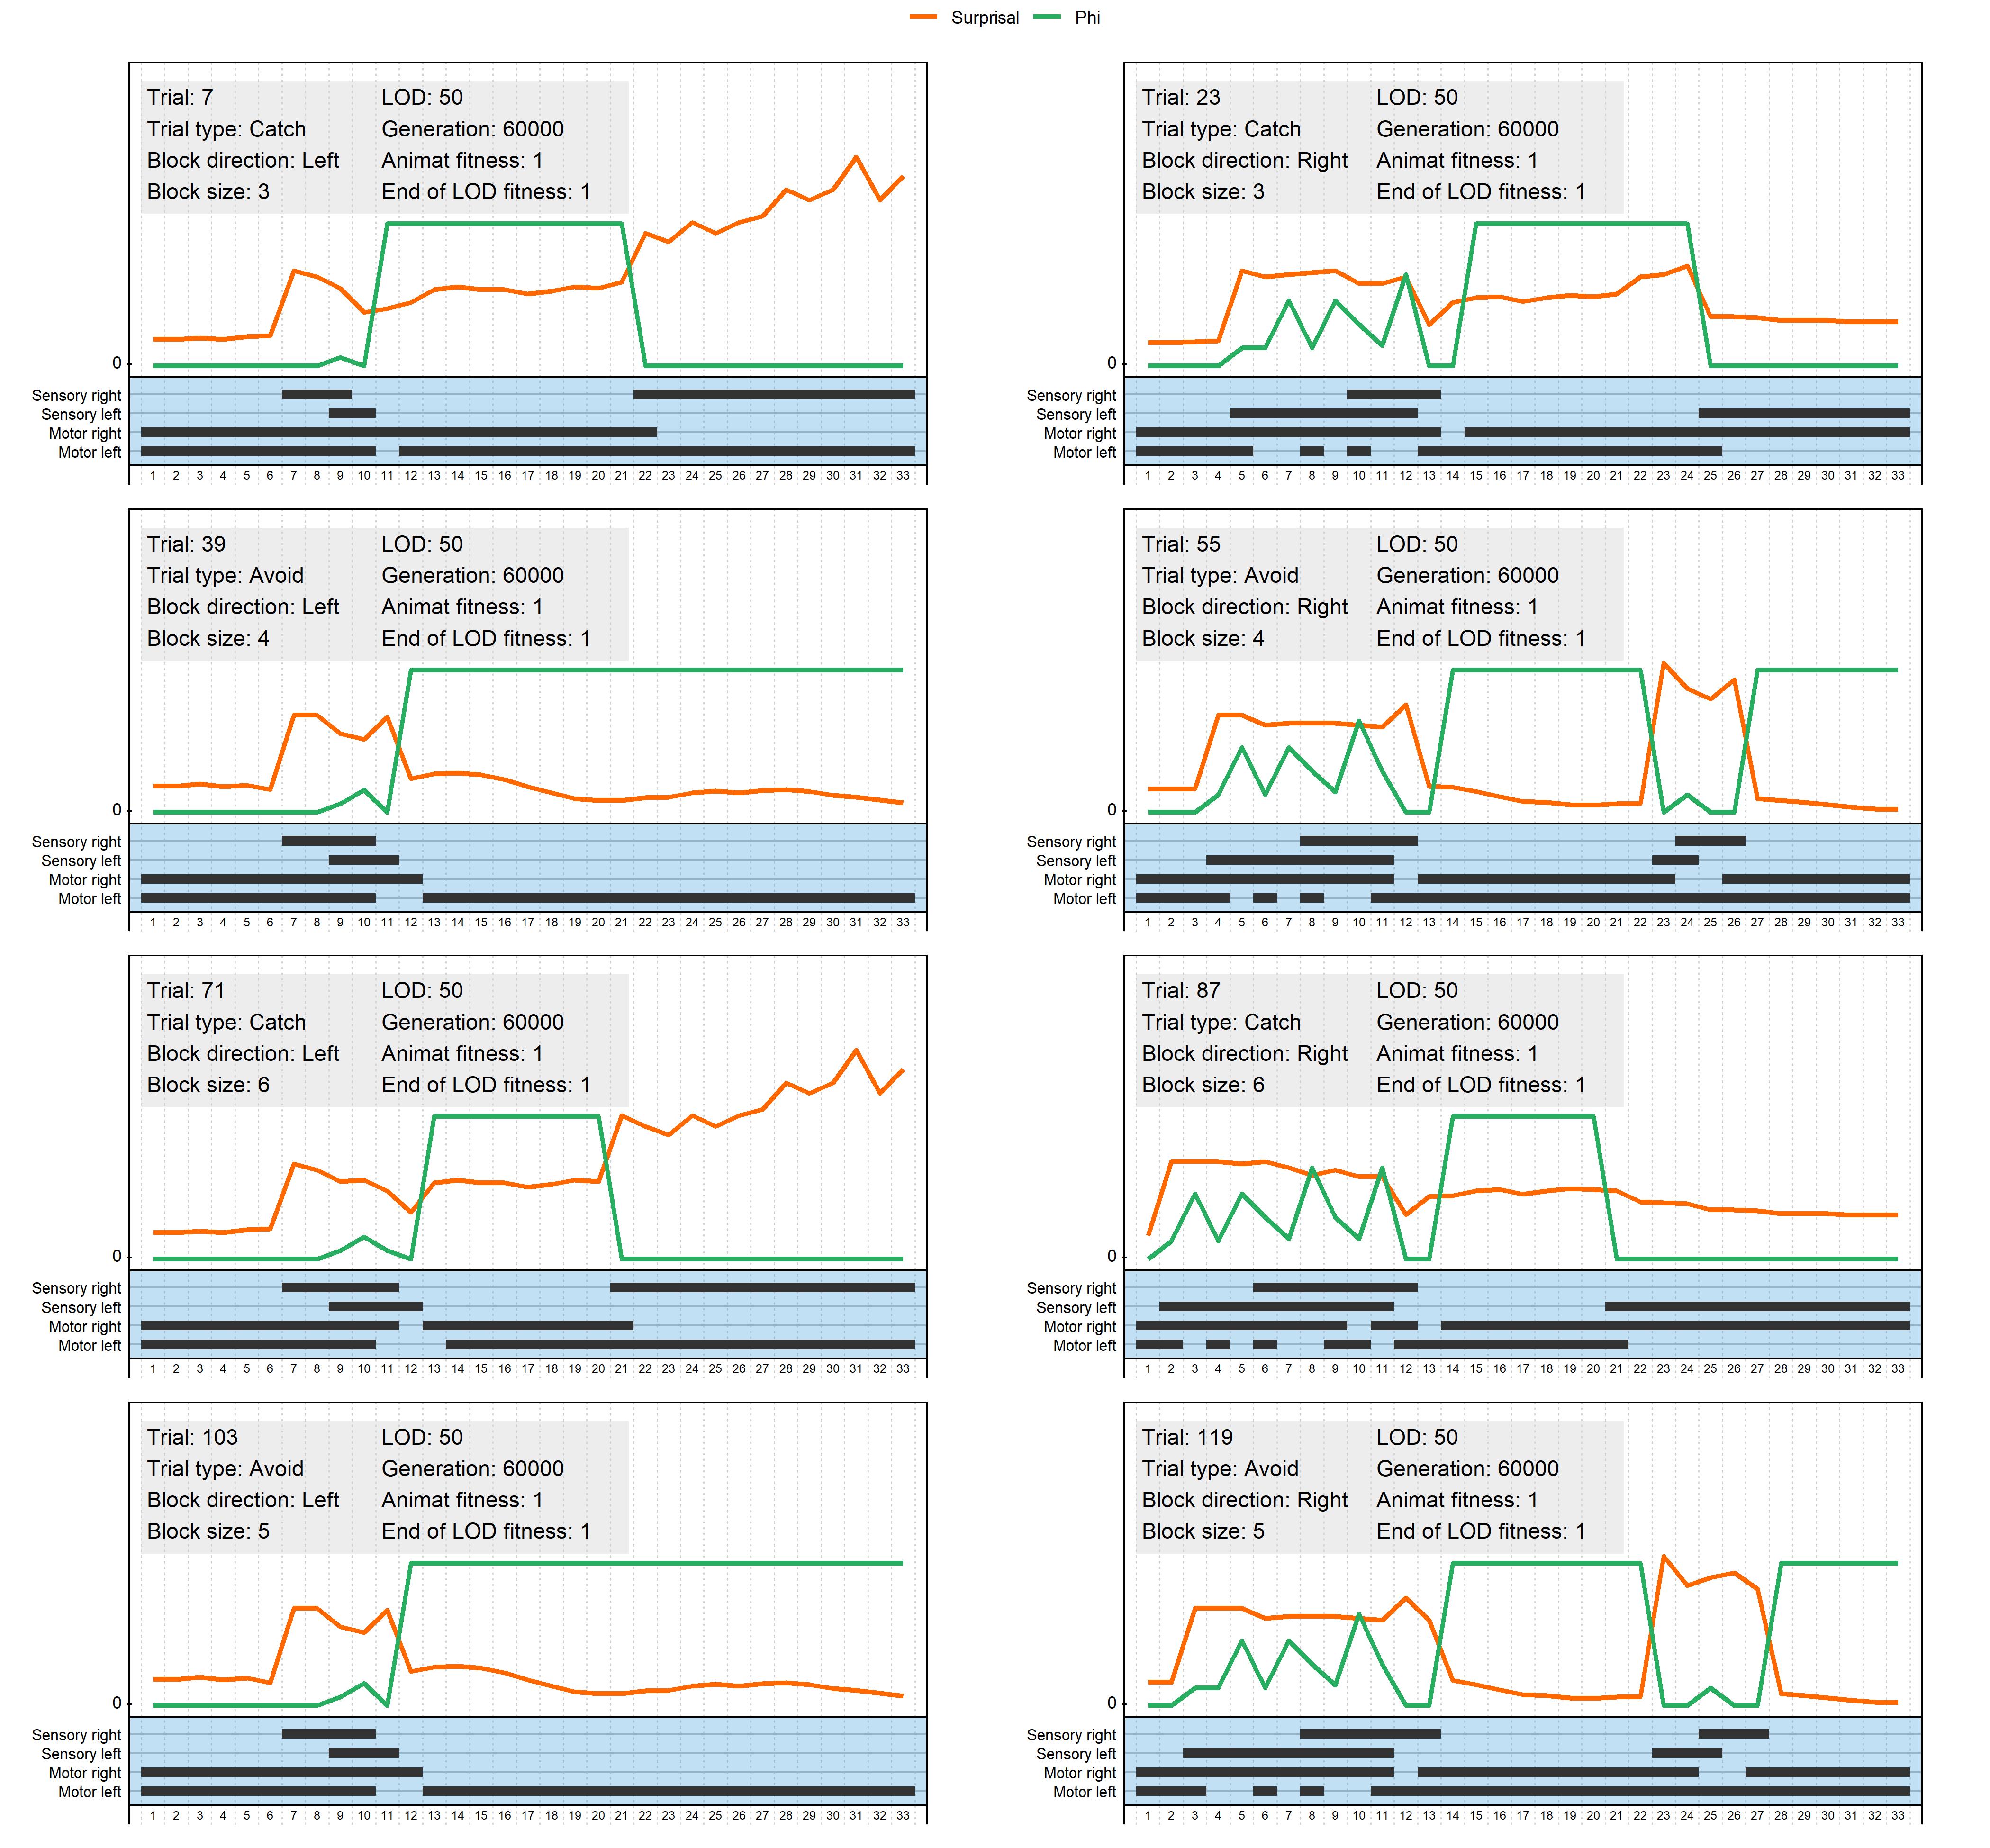 Surprisal Phi
Trial: 7 LOD: 50
Trial type: Catch Generation: 60000
Block direction: Left Animat fitness: 1
Block size: 3 End of LOD fitness: 1
0
Sensory right
Sensory left
Motor right
Motor left
1 2 3 4 5 6 7 8 9 10 11 12 13 14 15 16 17 18 19 20 21 22 23 24 25 26 27 28 29 30 31 32 33
Trial: 23 LOD: 50
Trial type: Catch Generation: 60000
Block direction: Right Animat fitness: 1
Block size: 3 End of LOD fitness: 1
0
Sensory right
Sensory left
Motor right
Motor left
1 2 3 4 5 6 7 8 9 10 11 12 13 14 15 16 17 18 19 20 21 22 23 24 25 26 27 28 29 30 31 32 33
Trial: 39 LOD: 50
Trial type: Avoid Generation: 60000
Block direction: Left Animat fitness: 1
Block size: 4 End of LOD fitness: 1
0
Sensory right
Sensory left
Motor right
Motor left
1 2 3 4 5 6 7 8 9 10 11 12 13 14 15 16 17 18 19 20 21 22 23 24 25 26 27 28 29 30 31 32 33
Trial: 55 LOD: 50
Trial type: Avoid Generation: 60000
Block direction: Right Animat fitness: 1
Block size: 4 End of LOD fitness: 1
0
Sensory right
Sensory left
Motor right
Motor left
1 2 3 4 5 6 7 8 9 10 11 12 13 14 15 16 17 18 19 20 21 22 23 24 25 26 27 28 29 30 31 32 33
Trial: 71 LOD: 50
Trial type: Catch Generation: 60000
Block direction: Left Animat fitness: 1
Block size: 6 End of LOD fitness: 1
0
Sensory right
Sensory left
Motor right
Motor left
1 2 3 4 5 6 7 8 9 10 11 12 13 14 15 16 17 18 19 20 21 22 23 24 25 26 27 28 29 30 31 32 33
Trial: 87 LOD: 50
Trial type: Catch Generation: 60000
Block direction: Right Animat fitness: 1
Block size: 6 End of LOD fitness: 1
0
Sensory right
Sensory left
Motor right
Motor left
1 2 3 4 5 6 7 8 9 10 11 12 13 14 15 16 17 18 19 20 21 22 23 24 25 26 27 28 29 30 31 32 33
Trial: 103 LOD: 50
Trial type: Avoid Generation: 60000
Block direction: Left Animat fitness: 1
Block size: 5 End of LOD fitness: 1
0
Sensory right
Sensory left
Motor right
Motor left
1 2 3 4 5 6 7 8 9 10 11 12 13 14 15 16 17 18 19 20 21 22 23 24 25 26 27 28 29 30 31 32 33
Trial: 119 LOD: 50
Trial type: Avoid Generation: 60000
Block direction: Right Animat fitness: 1
Block size: 5 End of LOD fitness: 1
0
Sensory right
Sensory left
Motor right
Motor left
1 2 3 4 5 6 7 8 9 10 11 12 13 14 15 16 17 18 19 20 21 22 23 24 25 26 27 28 29 30 31 32 33